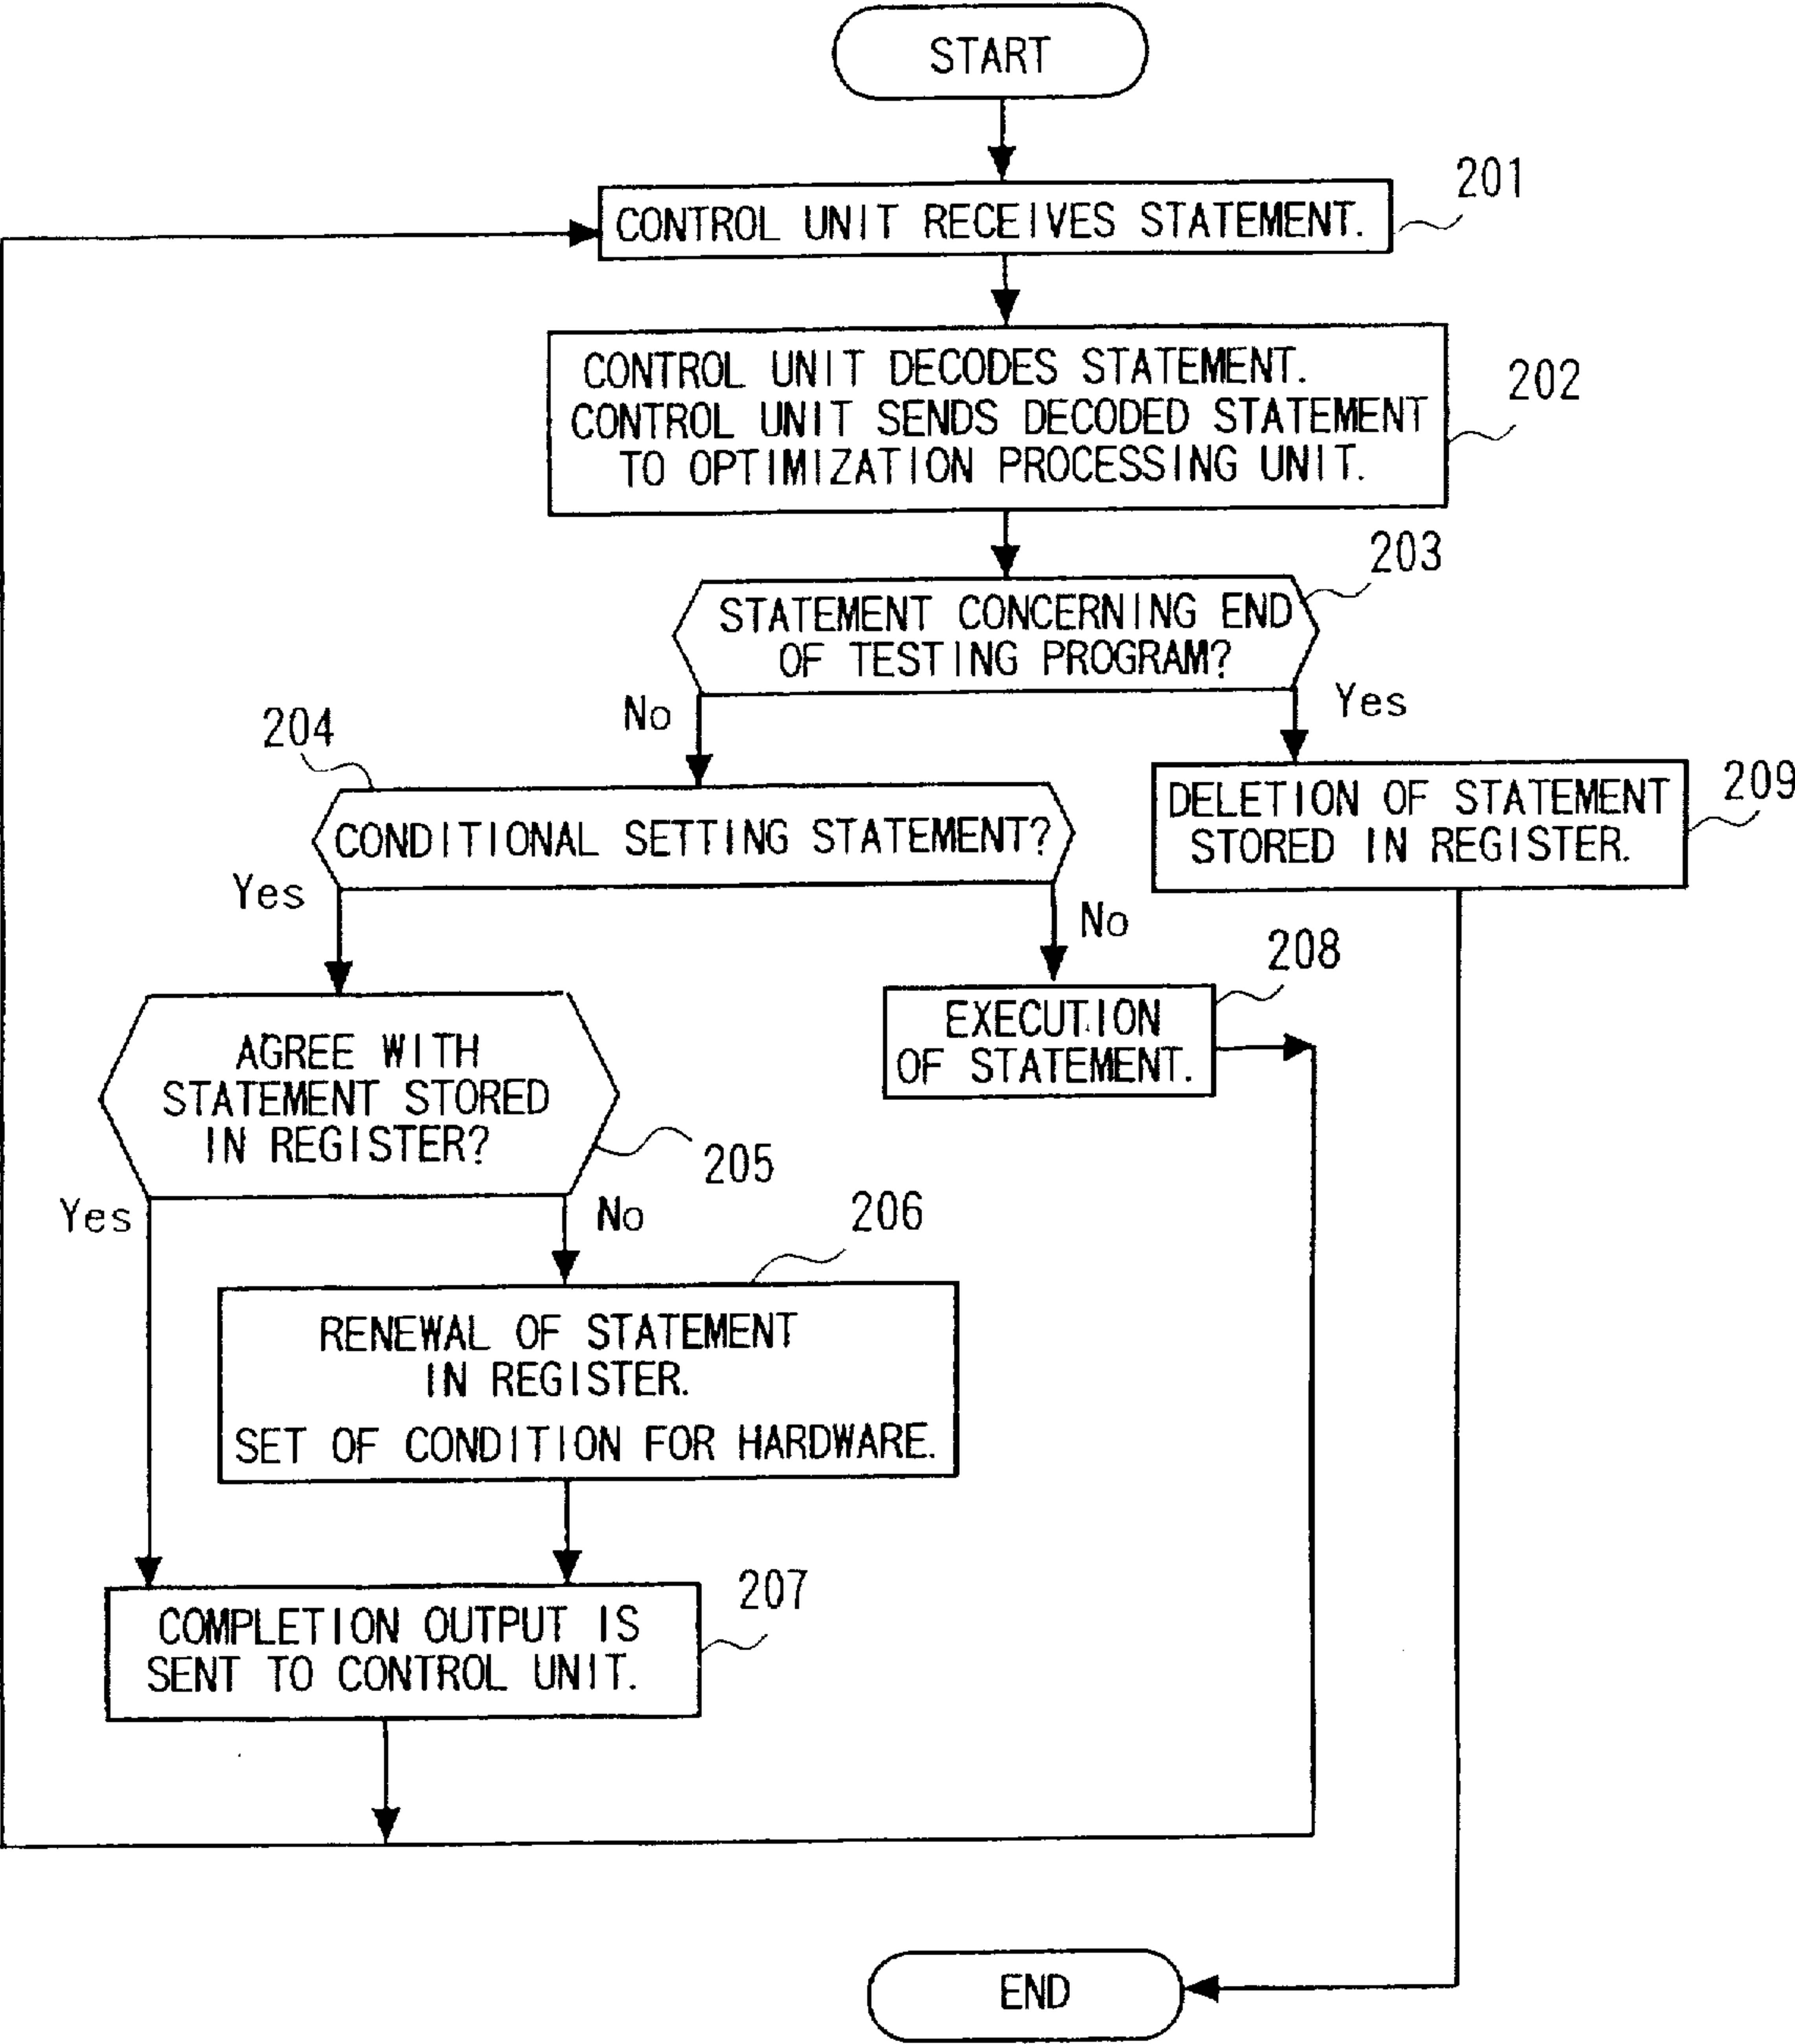 START
201
CONTROL UNIT RECEIVES STATEMENT.
CONTROL UNIT DECODES STATEMENT.
202
CONTROL UNIT SENDS DECODED STATEMENT
TO OPTIMIZATION PROCESSING UNIT.
203
STATEMENT CONCERNING END
OF TESTING PROGRAM?
No
Yes
204
CONDITIONAL SETTING STATEMENT?
DELETION OF STATEMENT
STORED IN REGISTER.
209
Yes
No
208
EXECUTION
OF STATEMENT.
AGREE WITH
STATEMENT STORED
IN REGISTER?
205
Yes
No
206
RENEWAL OF STATEMENT
IN REGISTER.
SET OF CONDITION FOR HARDWARE.
207
COMPLETION OUTPUT IS
SENT TO CONTROL UNIT.
END